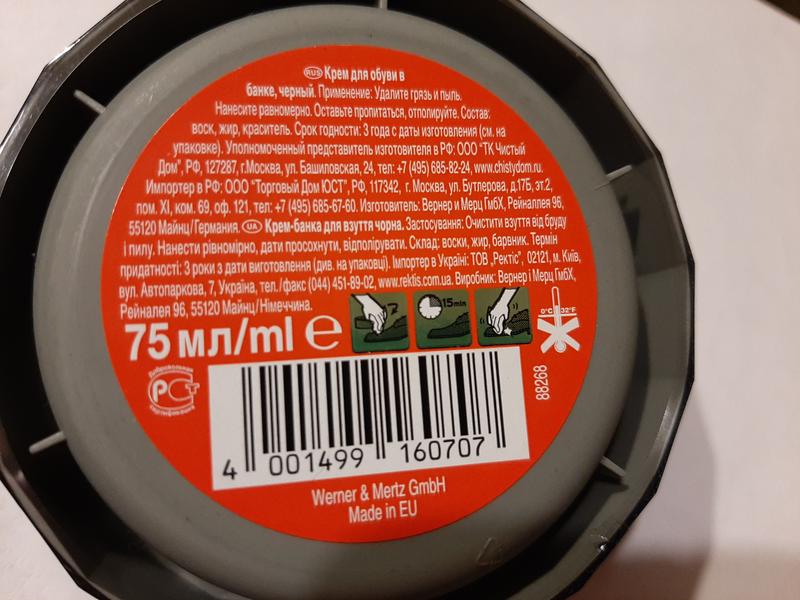 RUS Крем для обуви в
банке, черный. Применение: Удалите грязь и пыль.
Нанесите равномерно. Оставьте пропитаться, отполируйте. Состав:
воск, жир, краситель. Срок годности: 3 года с даты изготовления (см. на
упаковке). Уполномоченный представитель изготовителя в РФ: ООО "ТК Чистый
Дом", РФ, 127287, г.Москва, ул. Башиловская, 24, тел: +7 (495) 685-82-24, www.chistydom.ru.
Импортер в РФ: ООО "Торговый Дом ЮСТ", РФ, 117342, г. Москва, ул. Бутлерова, д.17Б, эт.2,
пом. XI, ком. 69, оф. 121, тел: +7 (495) 685-67-60. Изготовитель: Вернер и Мерц ГмбХ, Рейналлея 96,
55120 Майнц/Германия. UA Крем-банка для взуття чорна. Застосування: Очистити взуття від бруду
і пилу. Нанести рівномірно, дати просохнути, відполірувати. Склад: воски, жир, барвник. Термін
придатності: 3 роки з дати виготовлення (див. на упаковці). Імпортер в Україні: ТОВ „Ректіс", 02121, м. Київ,
вул. Автопаркова, 7, Україна, тел./факс (044) 451-89-02, www.rektis.com.ua. Виробник: Вернер і Мерц ГмбХ,
Рейналея 96, 55120 Майнц/Німеччина.
75 мл/ml e
15min
0°C 32°F
Добровольная
РСТ
сертификация
88268
4 001499 160707
Werner & Mertz GmbH
Made in EU